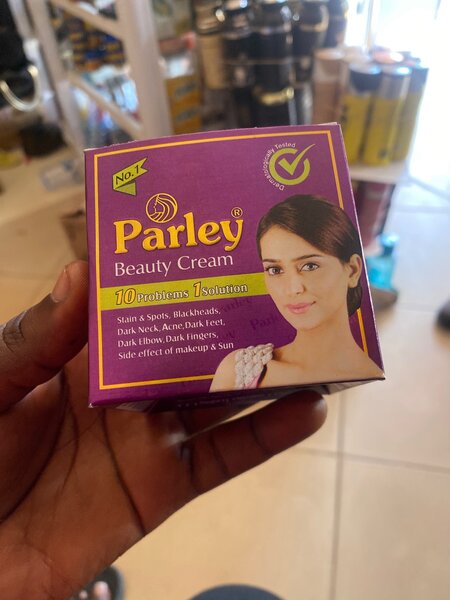 No.1
Dermatologically Tested
Parley®
Beauty Cream
10 Problems 1 Solution
Stain & Spots, Blackheads,
Dark Neck, Acne, Dark Feet,
Dark Elbow, Dark Fingers,
Side effect of makeup & Sun